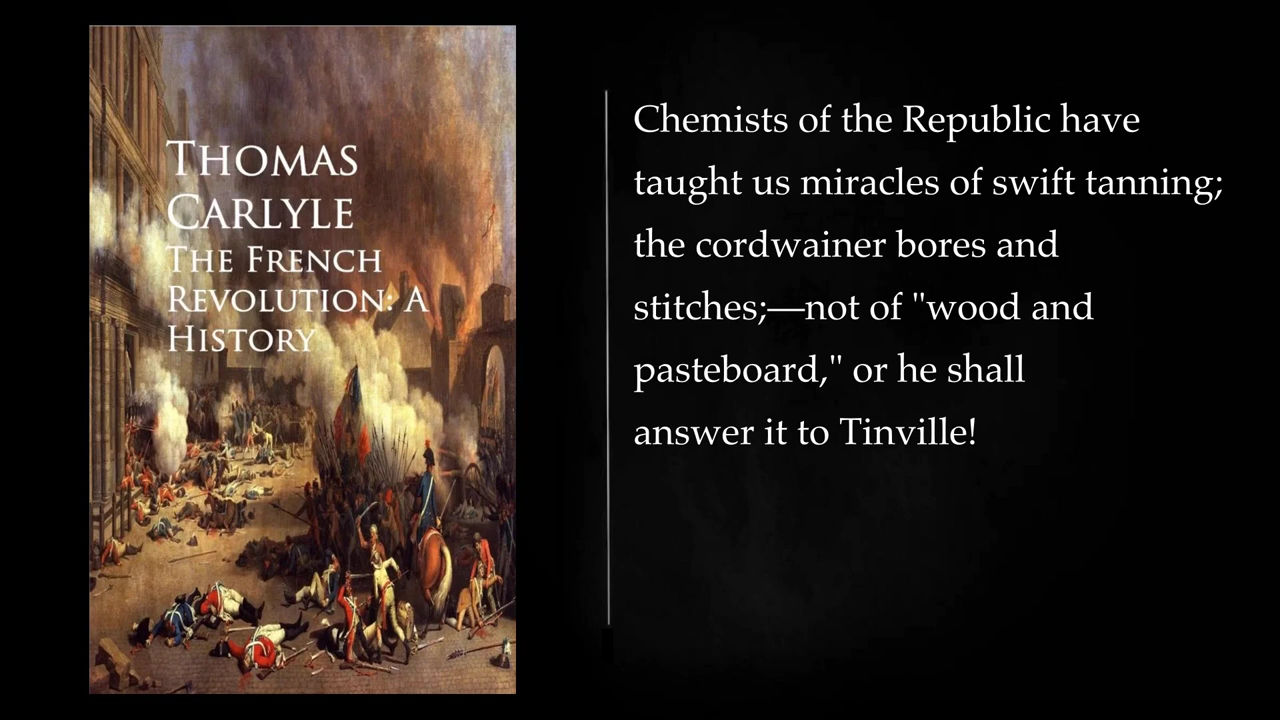 THOMAS
CARLYLE
THE FRENCH
REVOLUTION: A
HISTORY
Chemists of the Republic have
taught us miracles of swift tanning;
the cordwainer bores and
stitches;—not of "wood and
pasteboard," or he shall
answer it to Tinville!